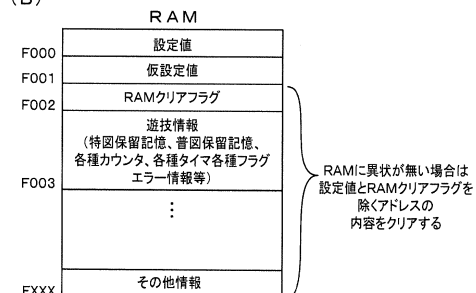 (B)
RAM
F000
設定値
F001
仮設定値
F002
RAMクリアフラグ
遊技情報
(特図保留記憶、普図保留記憶、
各種カウンタ、各種タイマ各種フラグ
エラー情報等)
F003
⋮
FXXX
その他情報
RAMに異状が無い場合は
設定値とRAMクリアフラグを
除くアドレスの
内容をクリアする